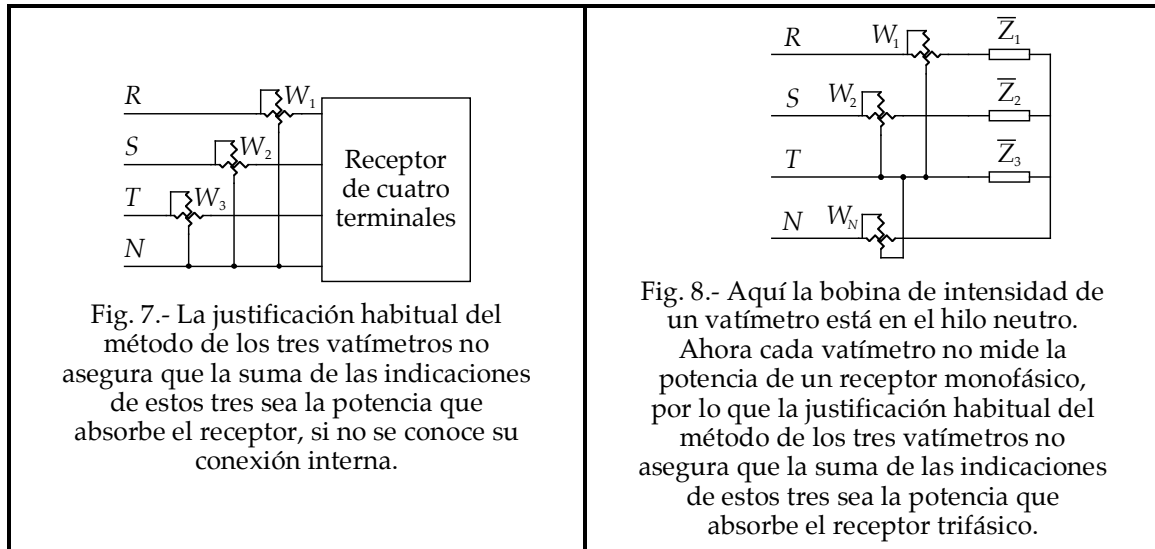 R
W₁
S
W₂
T
W₃
N
Receptor
de cuatro
terminales
Fig. 7.- La justificación habitual del
método de los tres vatímetros no
asegura que la suma de las indicaciones
de estos tres sea la potencia que
absorbe el receptor, si no se conoce su
conexión interna.
R
W₁
Z̅₁
S
W₂
Z̅₂
T
Z̅₃
N
W_N
Fig. 8.- Aquí la bobina de intensidad de
un vatímetro está en el hilo neutro.
Ahora cada vatímetro no mide la
potencia de un receptor monofásico,
por lo que la justificación habitual del
método de los tres vatímetros no
asegura que la suma de las indicaciones
de estos tres sea la potencia que
absorbe el receptor trifásico.